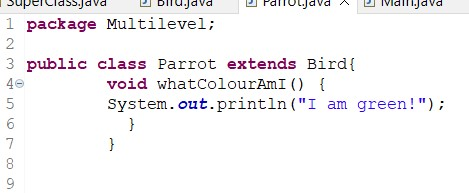 SuperClass.java Bird.java Parrot.java Main.java
1 package Multilevel;
2
3 public class Parrot extends Bird{
4 void whatColourAmI() {
5 System.out.println("I am green!");
6 }
7 }
8
9